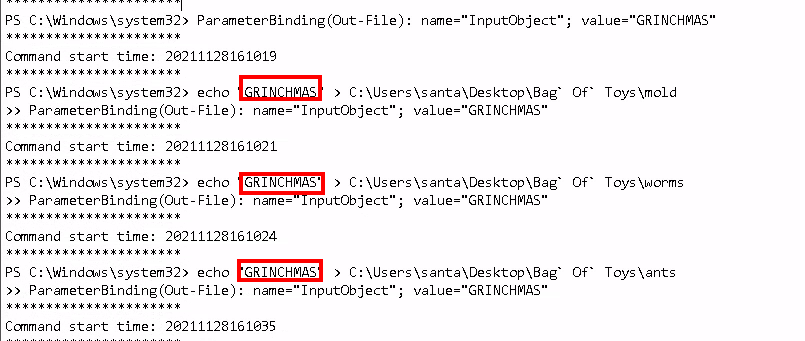 **********************
PS C:\Windows\system32> ParameterBinding(Out-File): name="InputObject"; value="GRINCHMAS"
**********************
Command start time: 20211128161019
**********************
PS C:\Windows\system32> echo "GRINCHMAS" > C:\Users\santa\Desktop\Bag` Of` Toys\mold
>> ParameterBinding(Out-File): name="InputObject"; value="GRINCHMAS"
**********************
Command start time: 20211128161021
**********************
PS C:\Windows\system32> echo "GRINCHMAS" > C:\Users\santa\Desktop\Bag` Of` Toys\worms
>> ParameterBinding(Out-File): name="InputObject"; value="GRINCHMAS"
**********************
Command start time: 20211128161024
**********************
PS C:\Windows\system32> echo "GRINCHMAS" > C:\Users\santa\Desktop\Bag` Of` Toys\ants
>> ParameterBinding(Out-File): name="InputObject"; value="GRINCHMAS"
**********************
Command start time: 20211128161035
**********************